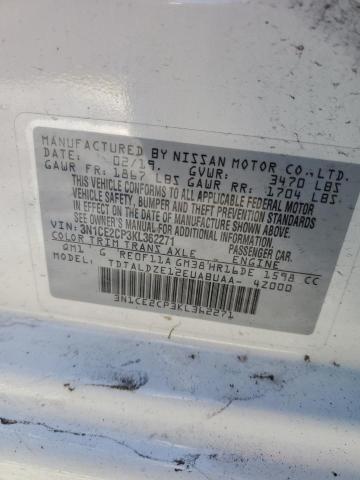 MANUFACTURED BY NISSAN MOTOR CO.,LTD.
DATE: 02/19. GVWR: 3470 LBS
GAWR FR: 1867 LBS GAWR RR: 1704 LBS
THIS VEHICLE CONFORMS TO ALL APPLICABLE FEDERAL MOTOR
VEHICLE SAFETY, BUMPER AND THEFT PREVENTION STANDARDS
IN EFFECT ON THE DATE OF MANUFACTURE SHOWN ABOVE.
SEE OWNER'S MANUAL
VIN: 3N1CE2CP3KL362271 PASSENGER CAR
COLOR TRIM TRANS AXLE ENGINE
QM1 G RE0F11A GM38 HR16DE 1598 CC
MODEL: TDTALDZE12EUABUAA- 4Z000
3N1CE2CP3KL362271